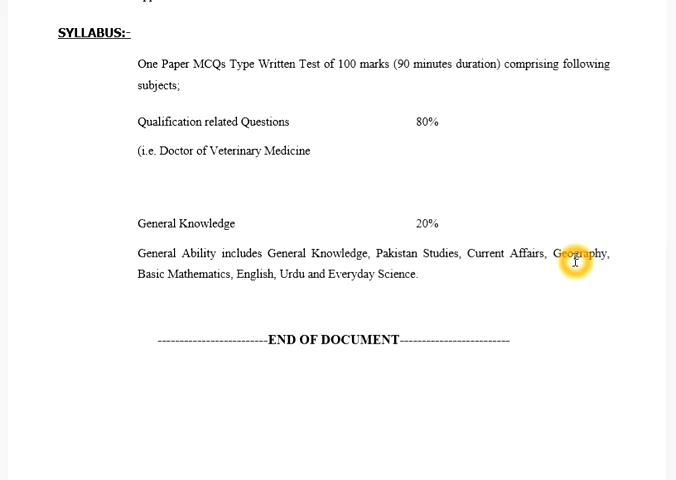 SYLLABUS:-
One Paper MCQs Type Written Test of 100 marks (90 minutes duration) comprising following
subjects;
Qualification related Questions 80%
(i.e. Doctor of Veterinary Medicine
General Knowledge 20%
General Ability includes General Knowledge, Pakistan Studies, Current Affairs, Geography,
Basic Mathematics, English, Urdu and Everyday Science.
-------------------------END OF DOCUMENT-------------------------